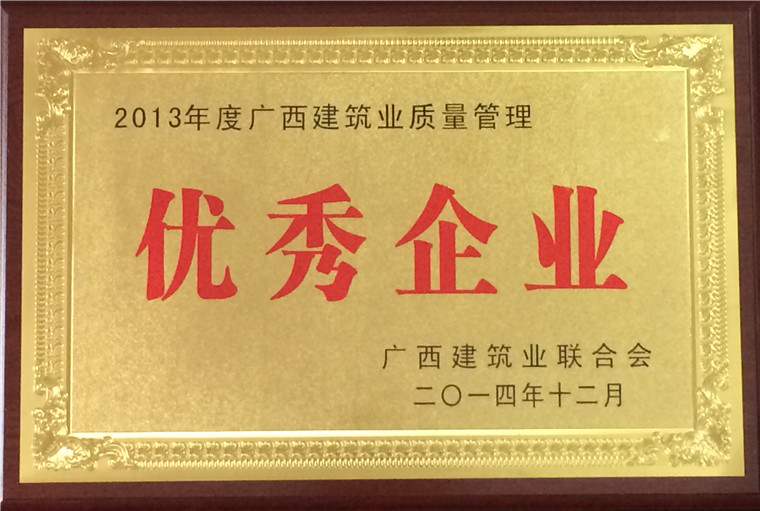 2013年度广西建筑业质量管理
优秀企业
广西建筑业联合会
二〇一四年十二月